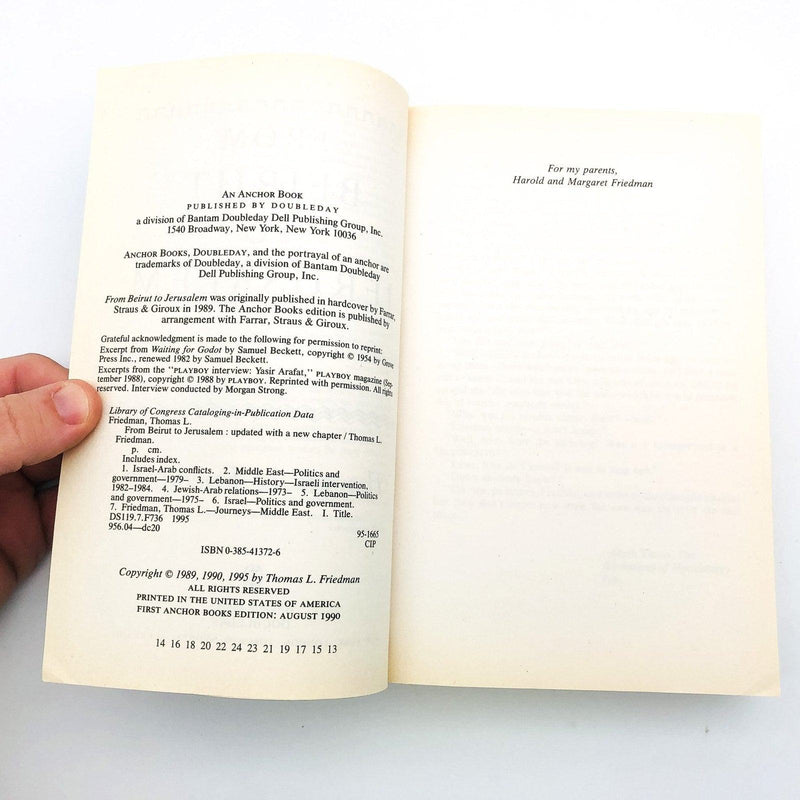 AN ANCHOR BOOK
PUBLISHED BY DOUBLEDAY
a division of Bantam Doubleday Dell Publishing Group, Inc.
1540 Broadway, New York, New York 10036
ANCHOR BOOKS, DOUBLEDAY, and the portrayal of an anchor are
trademarks of Doubleday, a division of Bantam Doubleday
Dell Publishing Group, Inc.
From Beirut to Jerusalem was originally published in hardcover by Farrar,
Straus & Giroux in 1989. The Anchor Books edition is published by
arrangement with Farrar, Straus & Giroux.
Grateful acknowledgment is made to the following for permission to reprint:
Excerpt from Waiting for Godot by Samuel Beckett, copyright © 1954 by Grove
Press Inc., renewed 1982 by Samuel Beckett.
Excerpts from the "PLAYBOY interview: Yasir Arafat," PLAYBOY magazine (Sep-
tember 1988), copyright © 1988 by PLAYBOY. Reprinted with permission. All rights
reserved. Interview conducted by Morgan Strong.
Library of Congress Cataloging-in-Publication Data
Friedman, Thomas L.
From Beirut to Jerusalem : updated with a new chapter / Thomas L.
Friedman.
p. cm.
Includes index.
1. Israel-Arab conflicts. 2. Middle East—Politics and
government—1979– 3. Lebanon—History—Israeli intervention,
1982–1984. 4. Jewish-Arab relations—1973– 5. Lebanon—Politics
and government—1975– 6. Israel—Politics and government.
7. Friedman, Thomas L.—Journeys—Middle East. I. Title.
DS119.7.F736 1995
956.04—dc20 95-1665
CIP
ISBN 0-385-41372-6
Copyright © 1989, 1990, 1995 by Thomas L. Friedman
ALL RIGHTS RESERVED
PRINTED IN THE UNITED STATES OF AMERICA
FIRST ANCHOR BOOKS EDITION: AUGUST 1990
14 16 18 20 22 24 23 21 19 17 15 13
For my parents,
Harold and Margaret Friedman